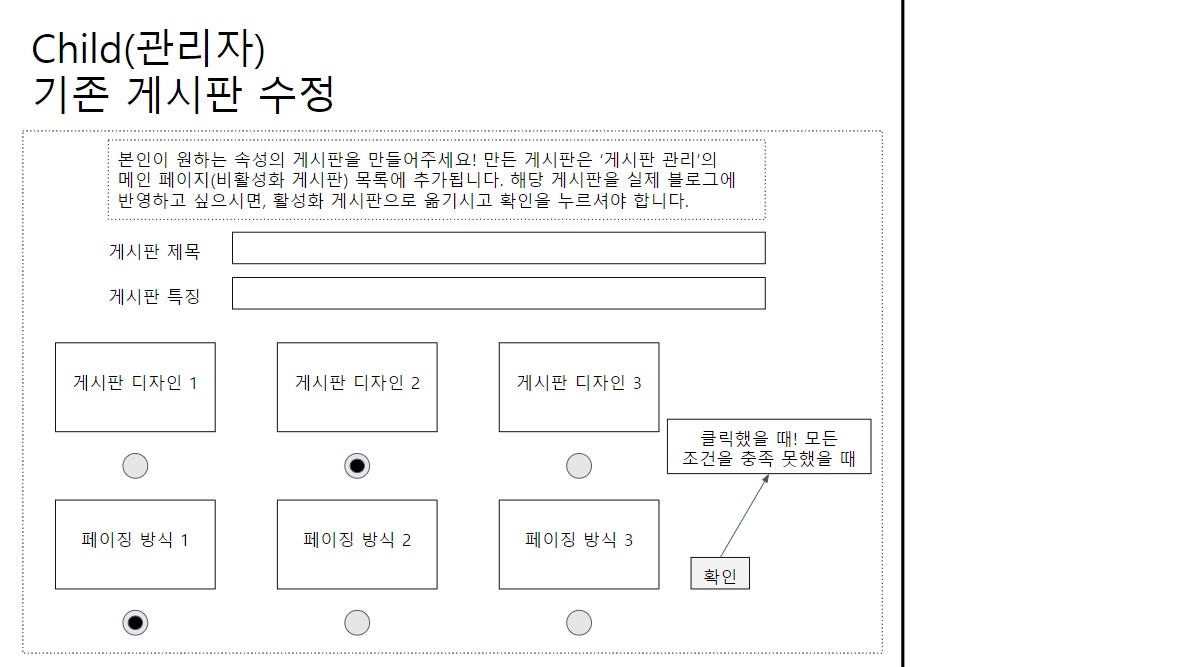 Child(관리자)
기존 게시판 수정
본인이 원하는 속성의 게시판을 만들어주세요! 만든 게시판은 ‘게시판 관리’의
메인 페이지(비활성화 게시판) 목록에 추가됩니다. 해당 게시판을 실제 블로그에
반영하고 싶으시면, 활성화 게시판으로 옮기시고 확인을 누르셔야 합니다.
게시판 제목
게시판 특징
게시판 디자인 1
게시판 디자인 2
게시판 디자인 3
클릭했을 때! 모든
조건을 충족 못했을 때
페이징 방식 1
페이징 방식 2
페이징 방식 3
확인